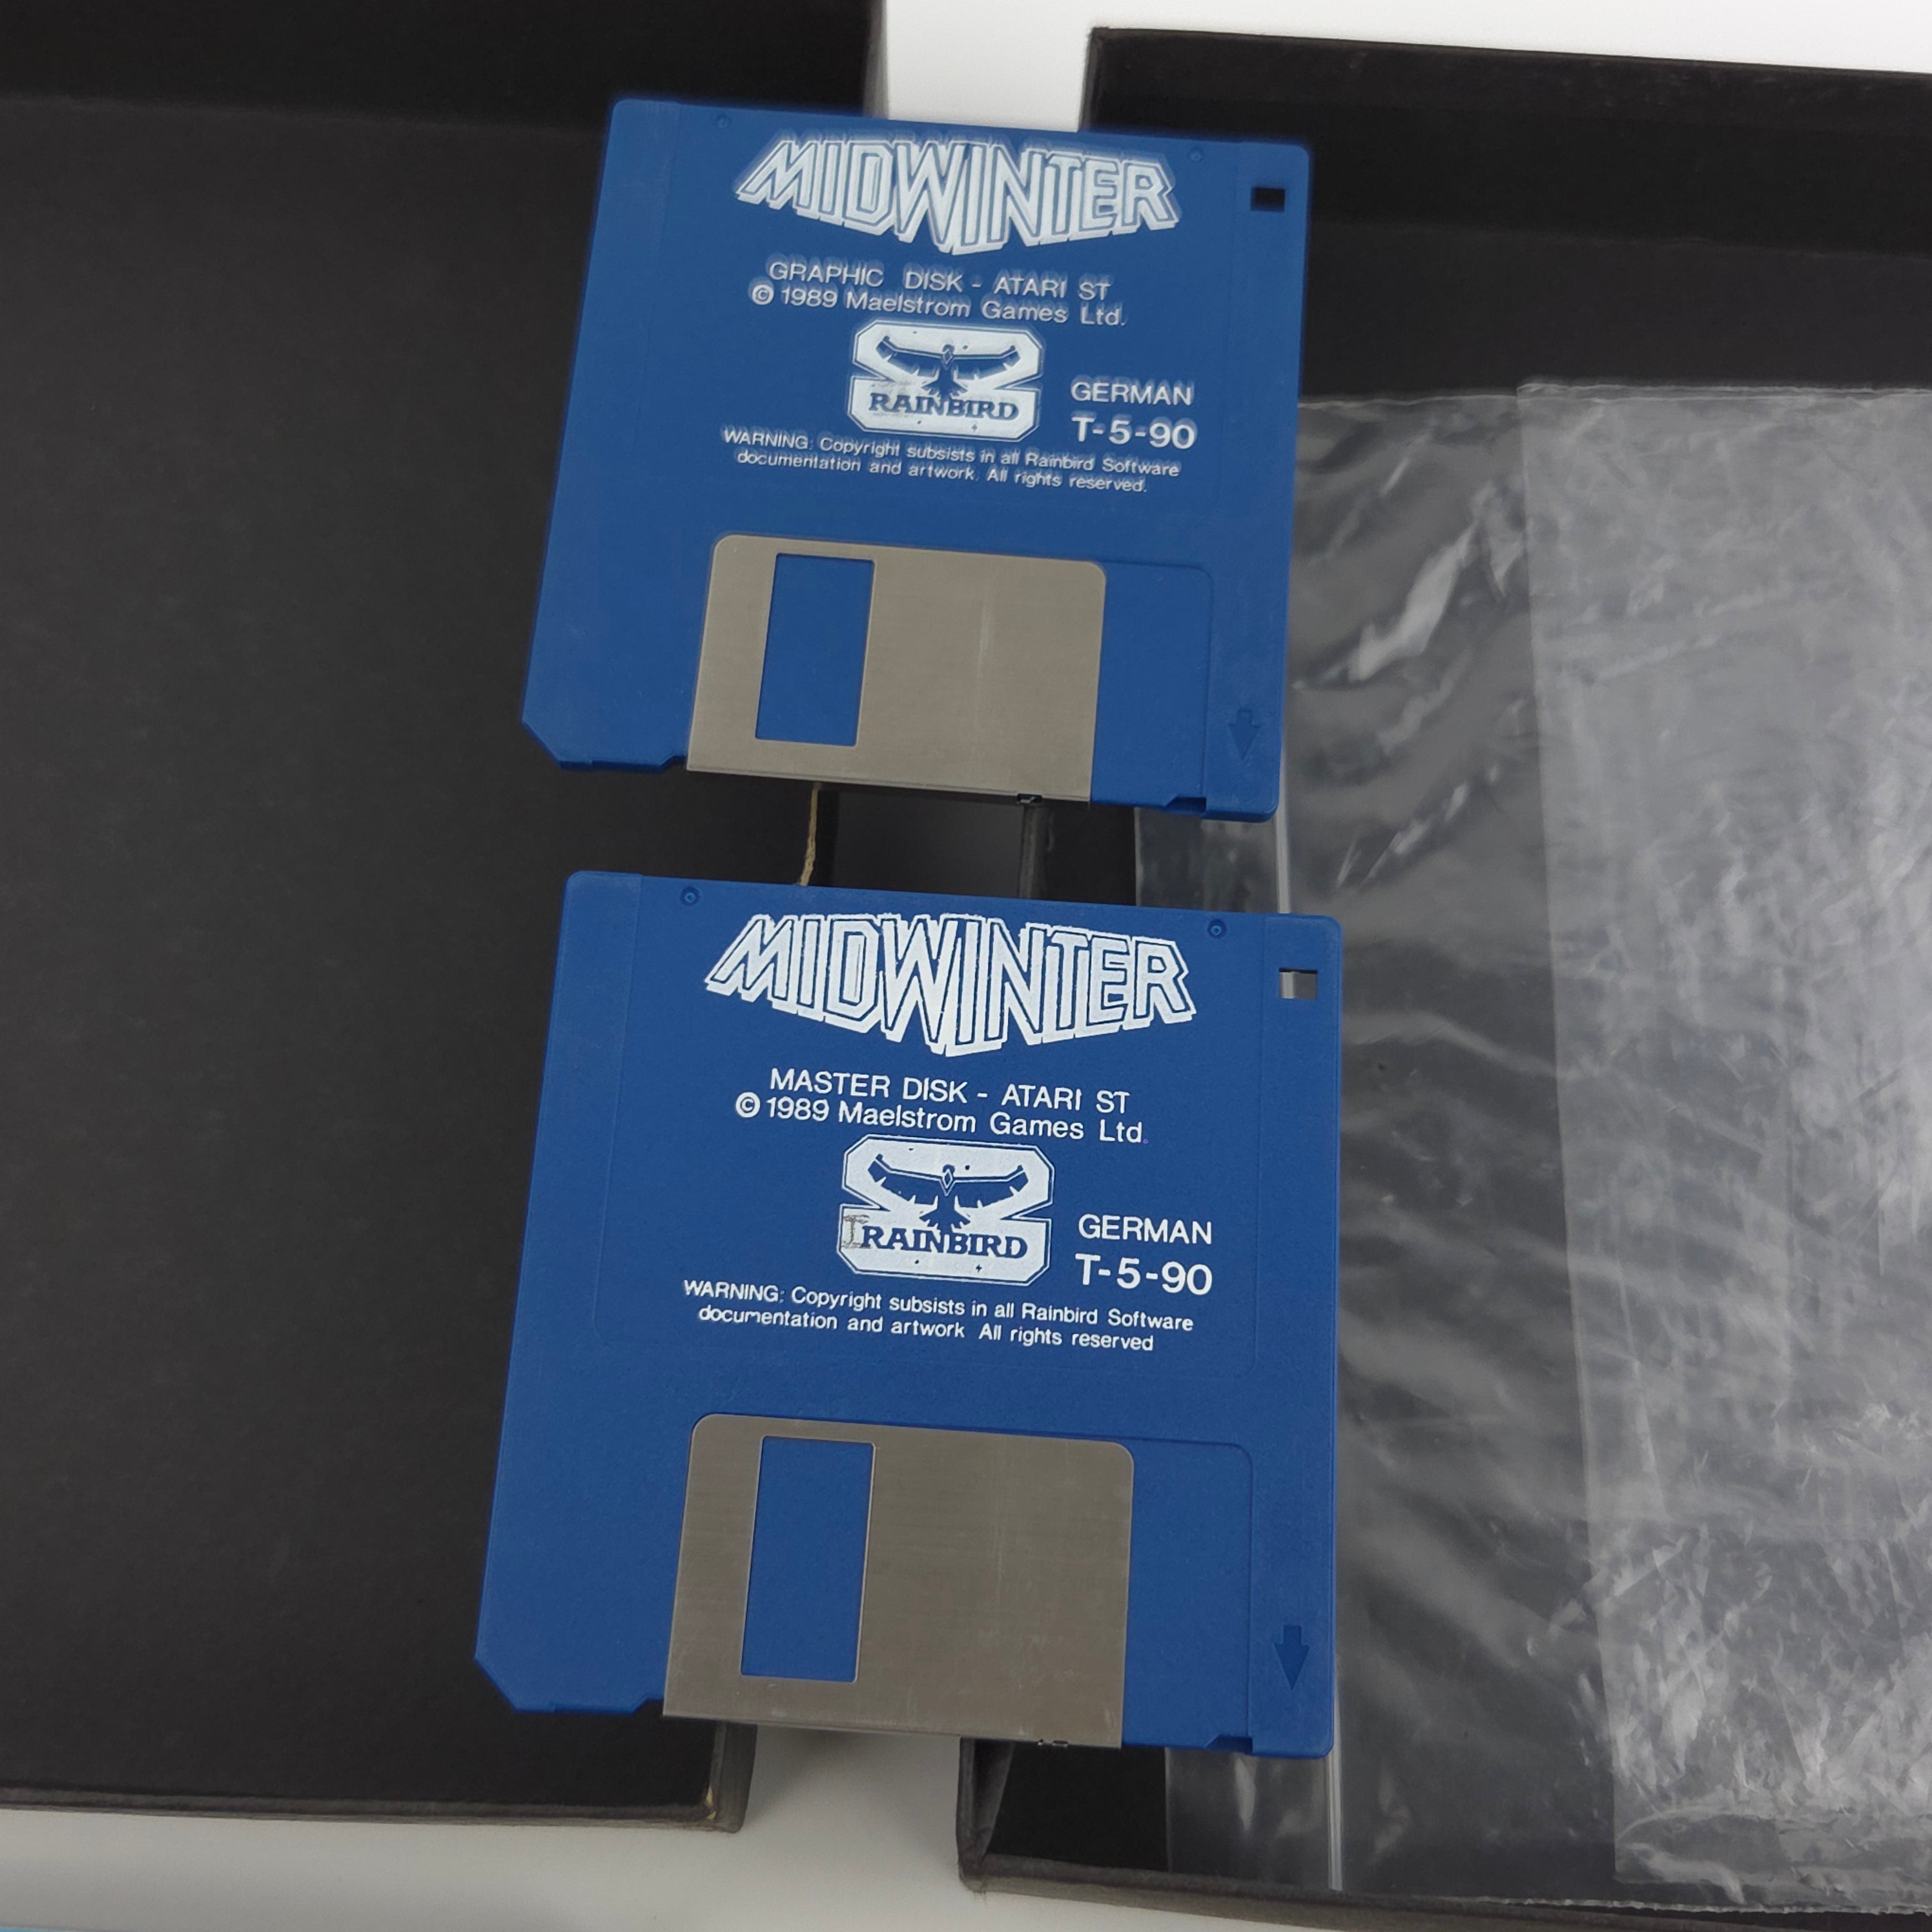 MIDWINTER
GRAPHIC DISK - ATARI ST
© 1989 Maelstrom Games Ltd.
RAINBIRD
GERMAN
T-5-90
WARNING: Copyright subsists in all Rainbird Software
documentation and artwork. All rights reserved.
MIDWINTER
MASTER DISK - ATARI ST
© 1989 Maelstrom Games Ltd.
RAINBIRD
GERMAN
T-5-90
WARNING: Copyright subsists in all Rainbird Software
documentation and artwork All rights reserved